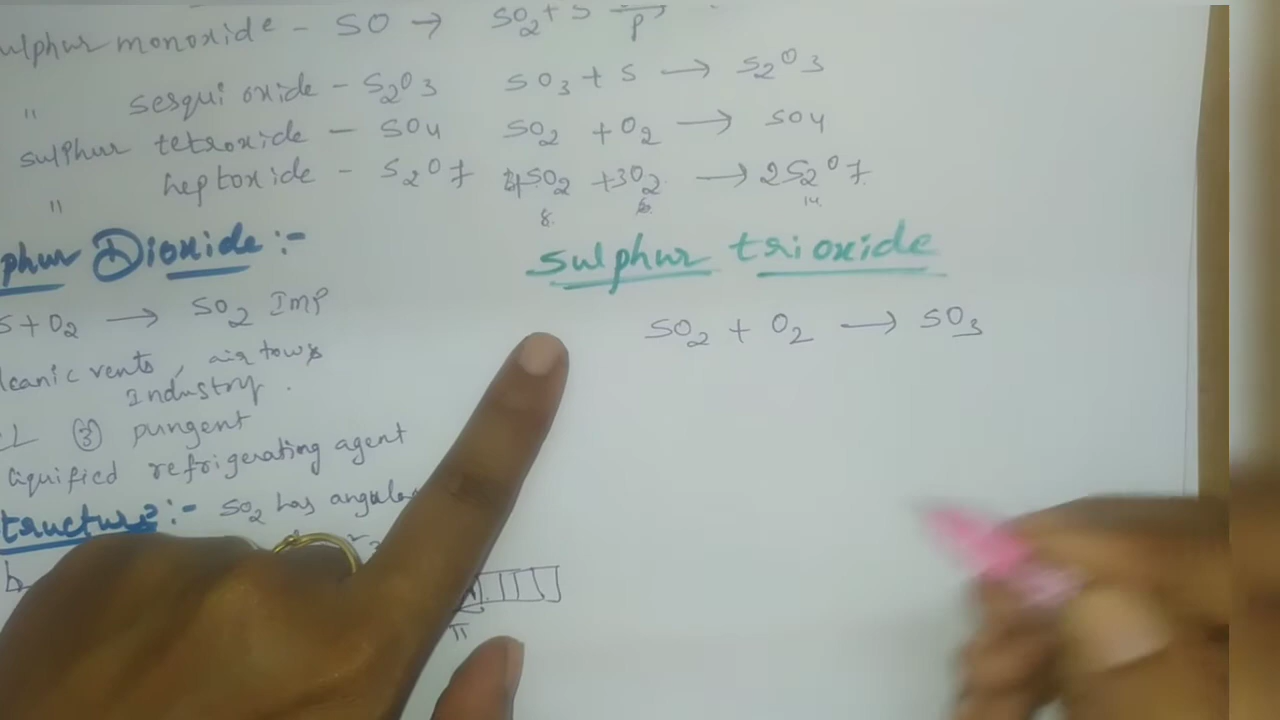 ulphur monoxide - SO → SO2 + S → P
" sesqui oxide - S2O3 SO3 + S → S2O3
sulphur tetroxide - SO4 SO2 + O2 → SO4
" heptoxide - S2O7 4SO2 + 3O2 → 2S2O7
8 6 14
phur Dioxide :-
S + O2 → SO2 Imp
lcanic vents, air
Industry.
③ pungent
liquified refrigerating agent
tructure :- SO2 has angular
π
Sulphur trioxide
SO2 + O2 → SO3